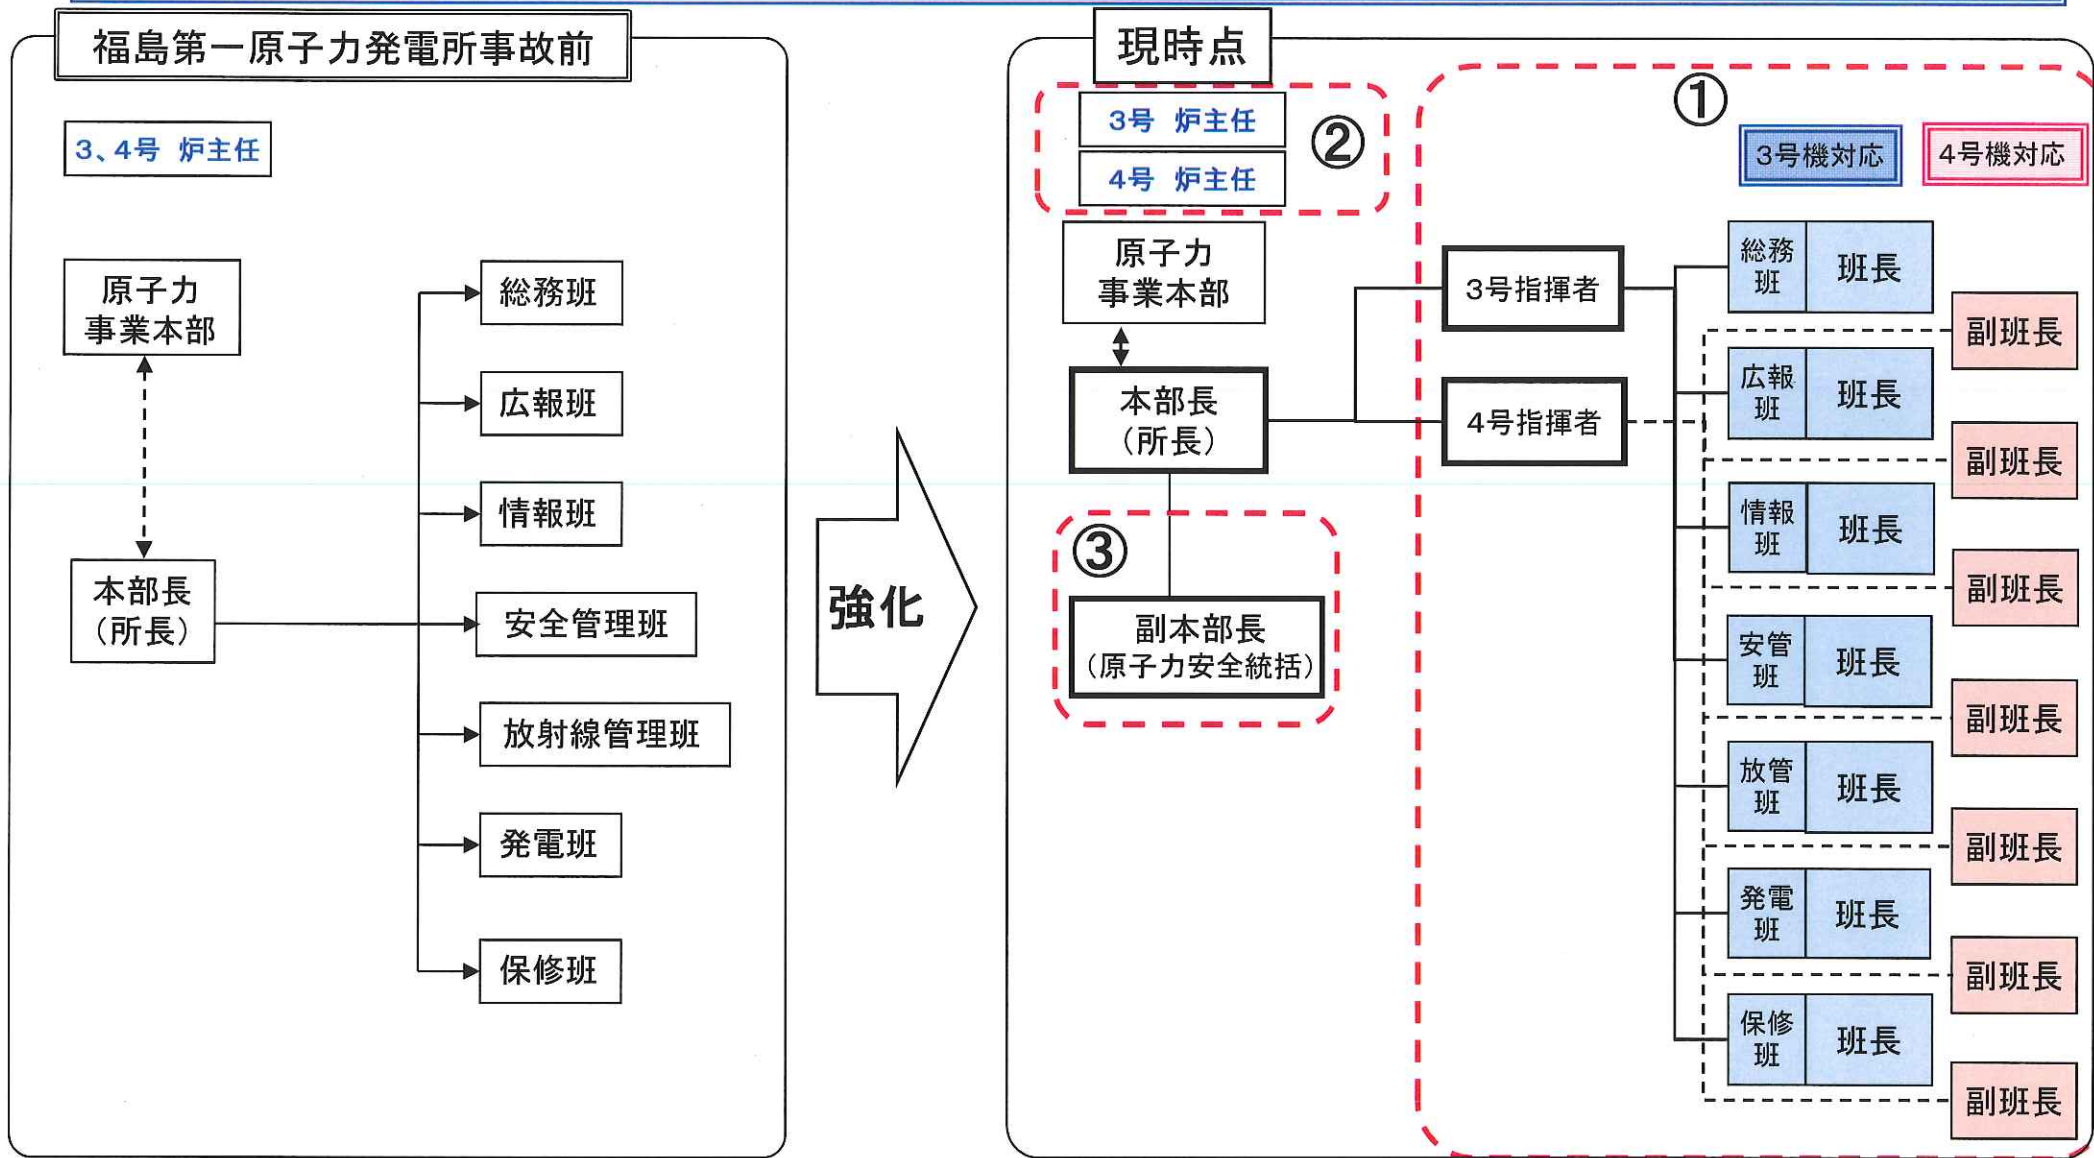 福島第一原子力発電所事故前
3、4号 炉主任
原子力
事業本部
本部長
(所長)
総務班
広報班
情報班
安全管理班
放射線管理班
発電班
保修班
強化
現時点
3号 炉主任
4号 炉主任
②
原子力
事業本部
本部長
(所長)
③
副本部長
(原子力安全統括)
①
3号機対応
4号機対応
3号指揮者
4号指揮者
総務
班
班長
副班長
広報
班
班長
副班長
情報
班
班長
副班長
安管
班
班長
副班長
放管
班
班長
副班長
発電
班
班長
副班長
保修
班
班長
副班長